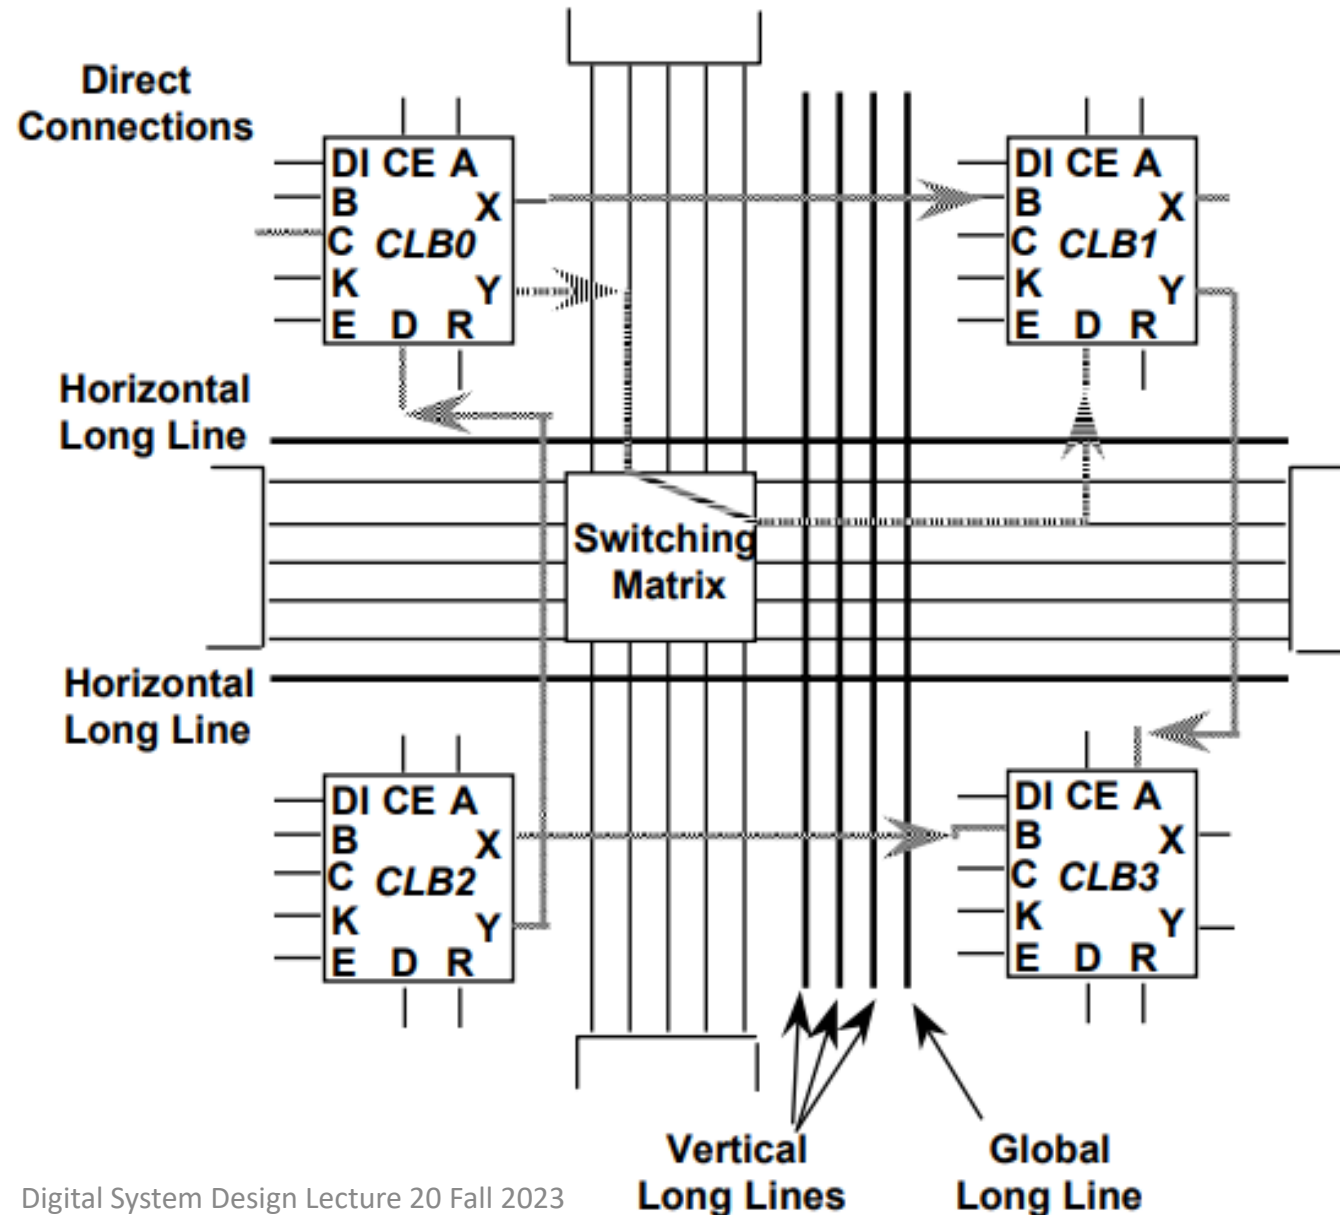 Direct
Connections
DI CE A
B
X
C CLB0
K
Y
E D R
DI CE A
B
X
C CLB1
K
Y
E D R
Horizontal
Long Line
Switching
Matrix
Horizontal
Long Line
DI CE A
B
X
C CLB2
K
Y
E D R
DI CE A
B
X
C CLB3
K
Y
E D R
Vertical
Long Lines
Global
Long Line
Digital System Design Lecture 20 Fall 2023